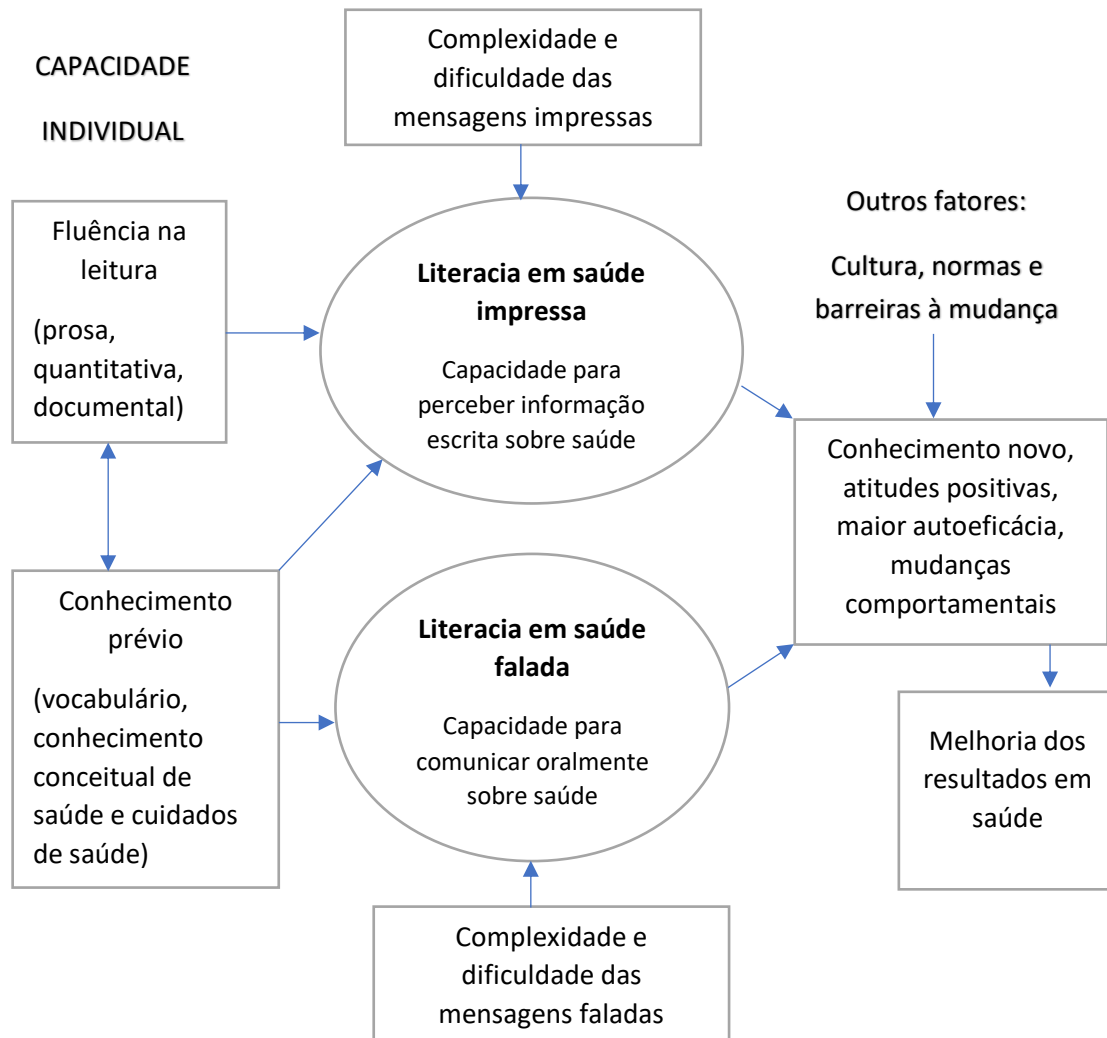 CAPACIDADE
INDIVIDUAL
Complexidade e
dificuldade das
mensagens impressas
Fluência na
leitura
(prosa,
quantitativa,
documental)
Literacia em saúde
impressa
Capacidade para
perceber informação
escrita sobre saúde
Outros fatores:
Cultura, normas e
barreiras à mudança
Conhecimento novo,
atitudes positivas,
maior autoeficácia,
mudanças
comportamentais
Conhecimento
prévio
(vocabulário,
conhecimento
conceitual de
saúde e cuidados
de saúde)
Literacia em saúde
falada
Capacidade para
comunicar oralmente
sobre saúde
Melhoria dos
resultados em
saúde
Complexidade e
dificuldade das
mensagens faladas